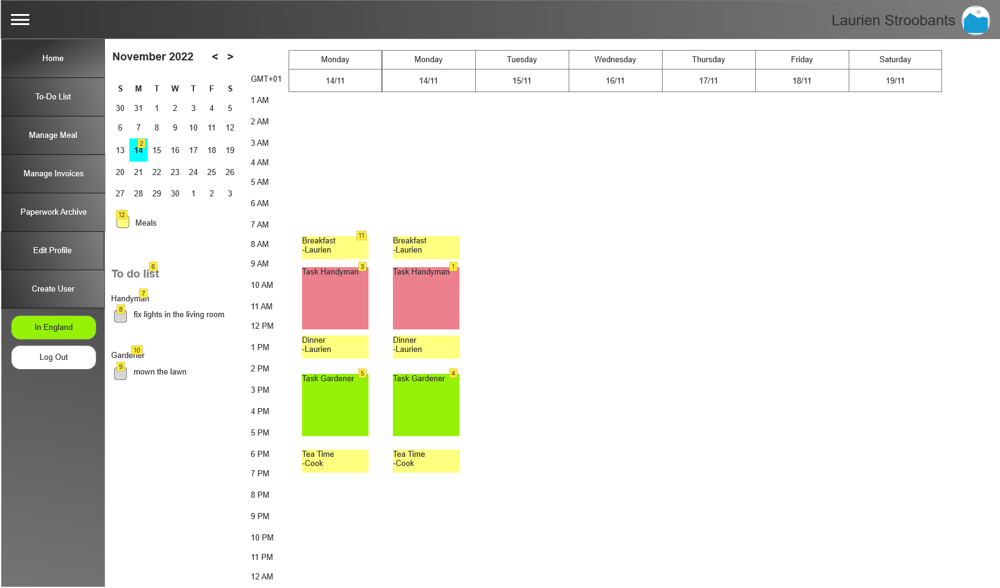 Laurien Stroobants
Home
To-Do List
Manage Meal
Manage Invoices
Paperwork Archive
Edit Profile
Create User
In England
Log Out
November 2022 < >
S M T W T F S
30 31 1 2 3 4 5
6 7 8 9 10 11 12
2
13 14 15 16 17 18 19
20 21 22 23 24 25 26
27 28 29 30 1 2 3
12
Meals
6
To do list
7
Handyman
8
fix lights in the living room
10
Gardener
9
mown the lawn
Monday Monday Tuesday Wednesday Thursday Friday Saturday
GMT+01
14/11 14/11 15/11 16/11 17/11 18/11 19/11
1 AM
2 AM
3 AM
4 AM
5 AM
6 AM
7 AM
8 AM
9 AM
10 AM
11 AM
12 PM
1 PM
2 PM
3 PM
4 PM
5 PM
6 PM
7 PM
8 PM
9 PM
10 PM
11 PM
12 AM
11
Breakfast
-Laurien
3
Task Handyman
Dinner
-Laurien
5
Task Gardener
Tea Time
-Cook
Breakfast
-Laurien
1
Task Handyman
Dinner
-Laurien
4
Task Gardener
Tea Time
-Cook